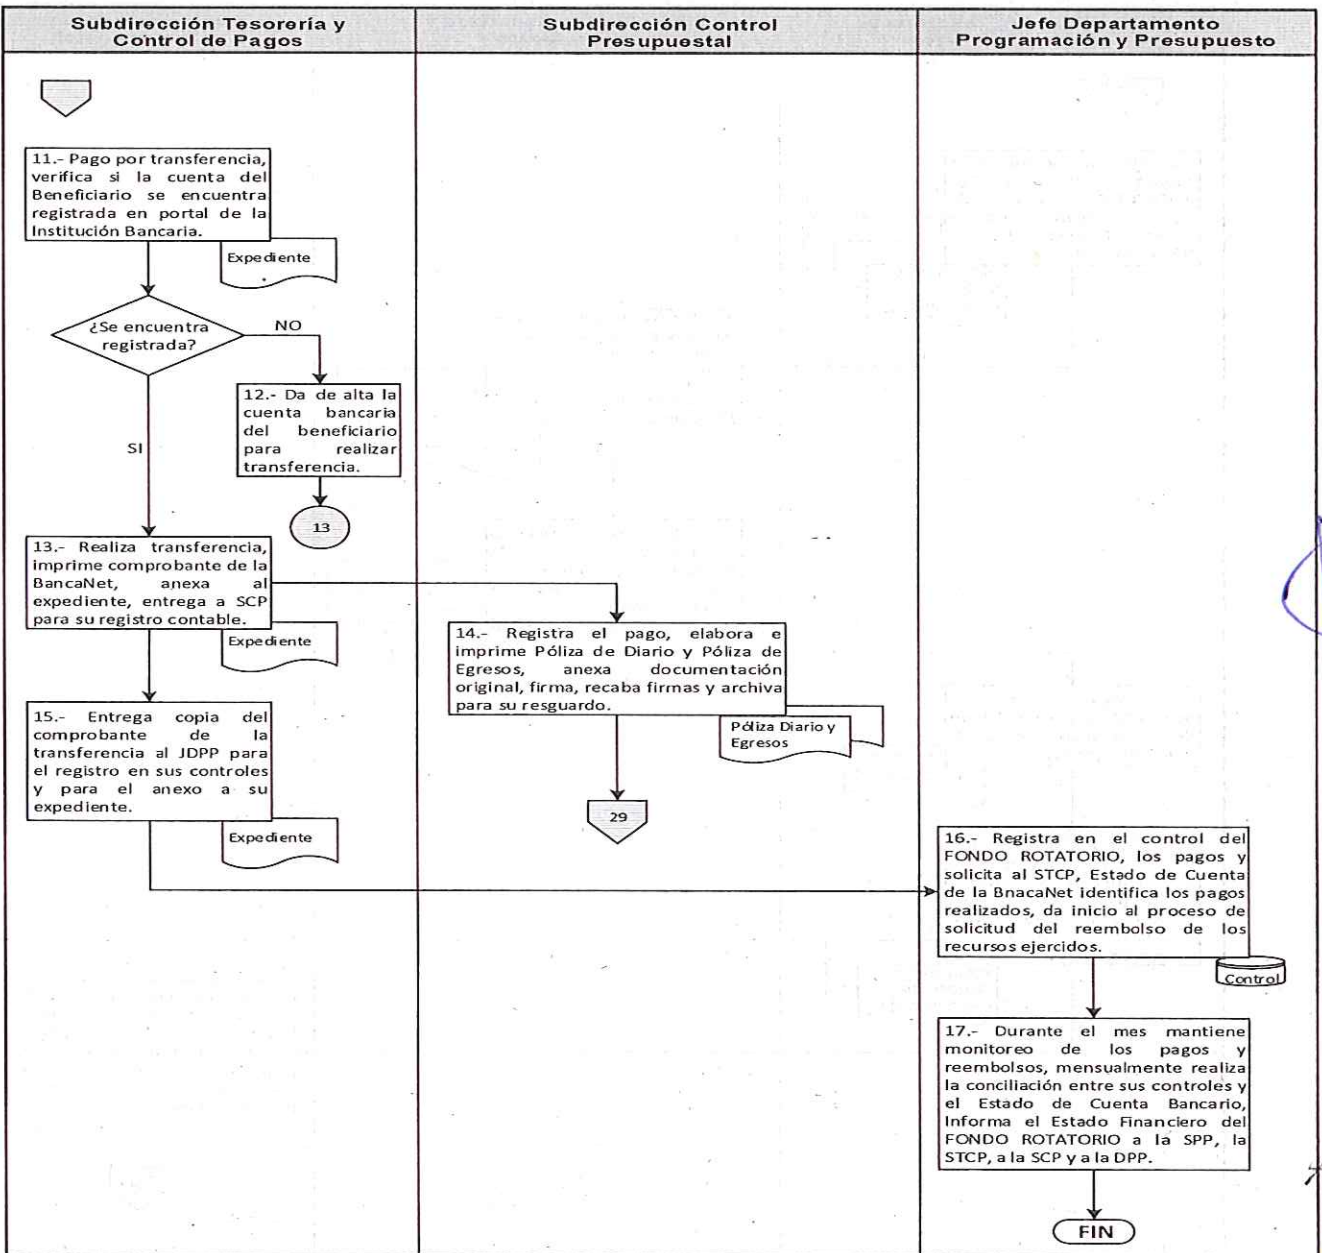 Subdirección Tesorería y
Control de Pagos
Subdirección Control
Presupuestal
Jefe Departamento
Programación y Presupuesto
11.- Pago por transferencia,
verifica si la cuenta del
Beneficiario se encuentra
registrada en portal de la
Institución Bancaria.
Expediente
¿Se encuentra
registrada?
NO
12.- Da de alta la
cuenta bancaria
del beneficiario
para realizar
transferencia.
SI
13
13.- Realiza transferencia,
imprime comprobante de la
BancaNet, anexa al
expediente, entrega a SCP
para su registro contable.
Expediente
14.- Registra el pago, elabora e
imprime Póliza de Diario y Póliza de
Egresos, anexa documentación
original, firma, recaba firmas y archiva
para su resguardo.
Póliza Diario y
Egresos
29
15.- Entrega copia del
comprobante de la
transferencia al JDPP para
el registro en sus controles
y para el anexo a su
expediente.
Expediente
16.- Registra en el control del
FONDO ROTATORIO, los pagos y
solicita al STCP, Estado de Cuenta
de la BnacaNet identifica los pagos
realizados, da inicio al proceso de
solicitud del reembolso de los
recursos ejercidos.
Control
17.- Durante el mes mantiene
monitoreo de los pagos y
reembolsos, mensualmente realiza
la conciliación entre sus controles y
el Estado de Cuenta Bancario,
Informa el Estado Financiero del
FONDO ROTATORIO a la SPP, la
STCP, a la SCP y a la DPP.
FIN